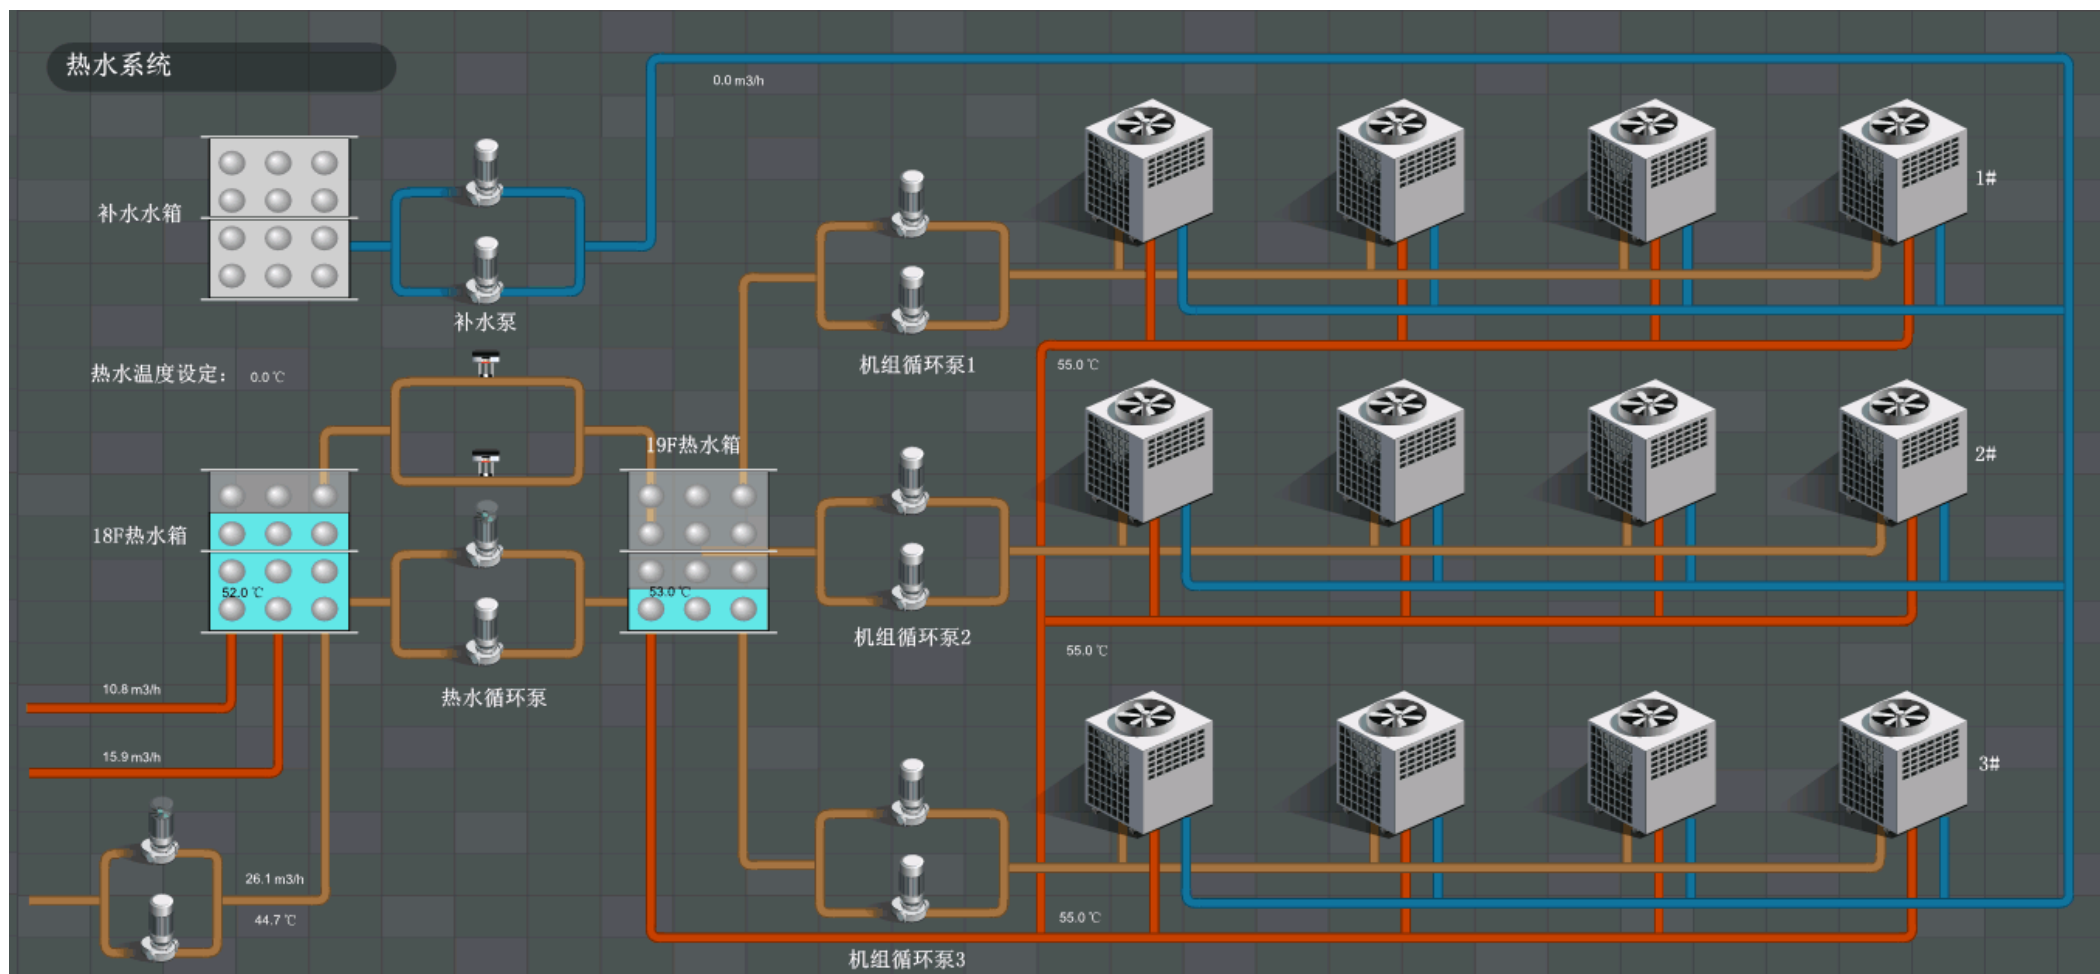 热水系统
0.0 m3/h
1#
补水水箱
补水泵
机组循环泵1
热水温度设定: 0.0 ℃
55.0 ℃
19F热水箱
2#
18F热水箱
52.0 ℃
53.0 ℃
机组循环泵2
55.0 ℃
10.8 m3/h
热水循环泵
15.9 m3/h
3#
26.1 m3/h
44.7 ℃
55.0 ℃
机组循环泵3